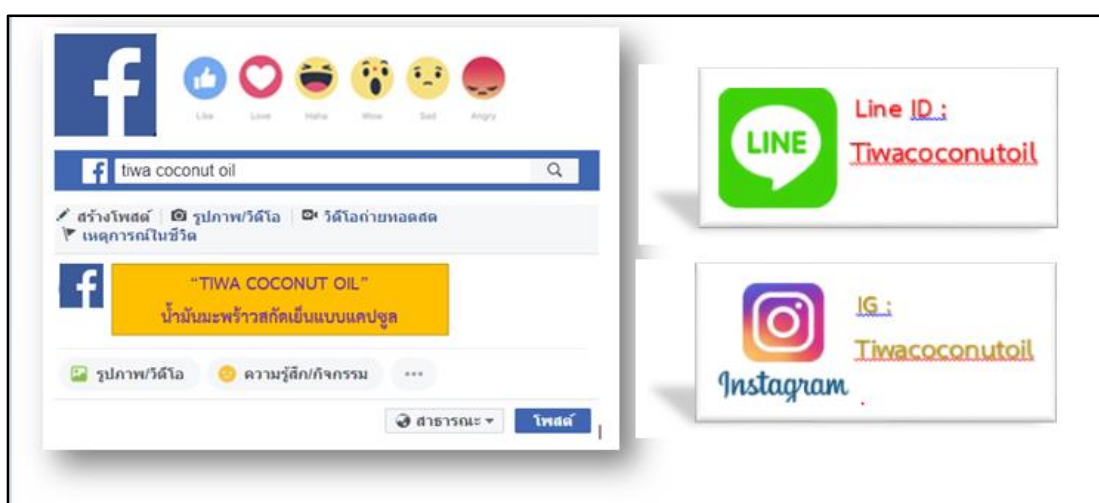 Like Love Haha Wow Sad Angry
tiwa coconut oil
สร้างโพสต์ รูปภาพ/วิดีโอ วิดีโอถ่ายทอดสด
เหตุการณ์ในชีวิต
"TIWA COCONUT OIL"
น้ำมันมะพร้าวสกัดเย็นแบบแคปซูล
รูปภาพ/วิดีโอ ความรู้สึก/กิจกรรม ...
สาธารณะ โพสต์
LINE
Line ID :
Tiwacoconutoil
Instagram
IG :
Tiwacoconutoil